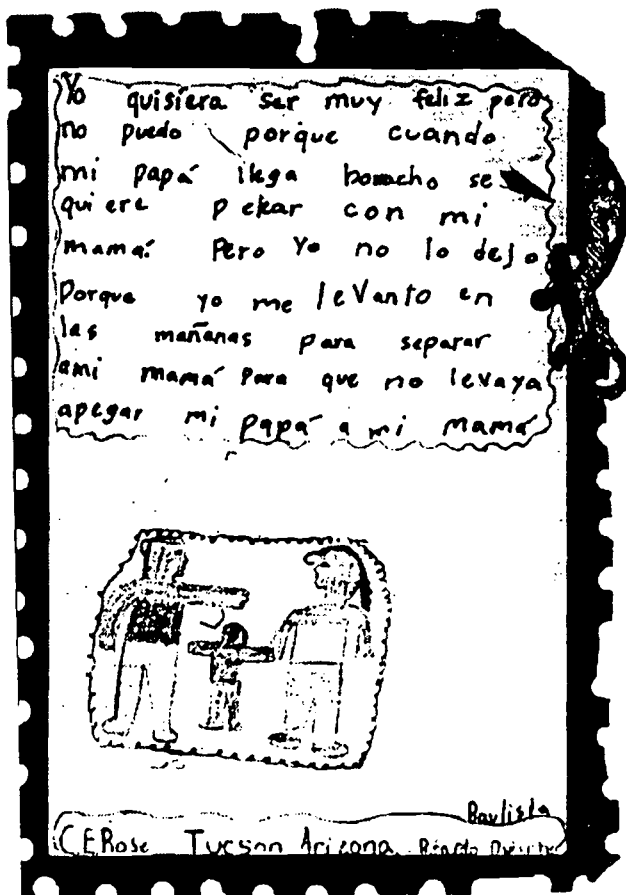 Yo quisiera ser muy feliz pero
no puedo porque cuando
mi papá llega borracho se
quiere pelear con mi
mamá. Pero Yo no lo dejo
Porque yo me leVanto en
las mañanas para separar
ami mamá Para que no levaya
apegar mi papá a mi mamá
Bautista
C.E Rose Tucson Arizona Ricardo